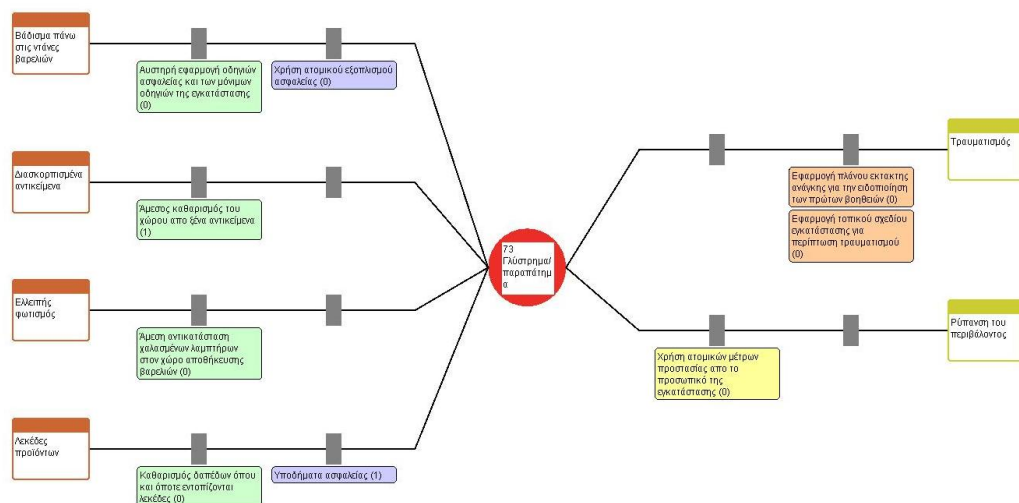 Βάδισμα πάνω
στις ντάνες
βαρελιών
Αυστηρή εφαρμογή οδηγιών
ασφαλείας και των μόνιμων
οδηγιών της εγκατάστασης
(0)
Χρήση ατομικού εξοπλισμού
ασφαλείας (0)
Διασκορπισμένα
αντικείμενα
Άμεσος καθαρισμός του
χώρου απο ξένα αντικείμενα
(1)
Ελλειπής
φωτισμός
Άμεση αντικατάσταση
χαλασμένων λαμπτήρων
στον χώρο αποθήκευσης
βαρελιών (0)
Λεκέδες
προϊόντων
Καθαρισμός δαπέδων όπου
και όποτε εντοπίζονται
λεκέδες (0)
Υποδήματα ασφαλείας (1)
73
Γλύστρημα/
παραπάτημ
α
Τραυματισμός
Εφαρμογή πλάνου εκτακτης
ανάγκης για την ειδοποίηση
των πρώτων βοηθειών (0)
Εφαρμογή τοπικού σχεδίου
εγκατάστασης για
περίπτωση τραυματισμού
(0)
Ρύπανση του
περιβάλοντος
Χρήση ατομικών μέτρων
προστασίας απο το
προσωπικό της
εγκατάστασης (0)